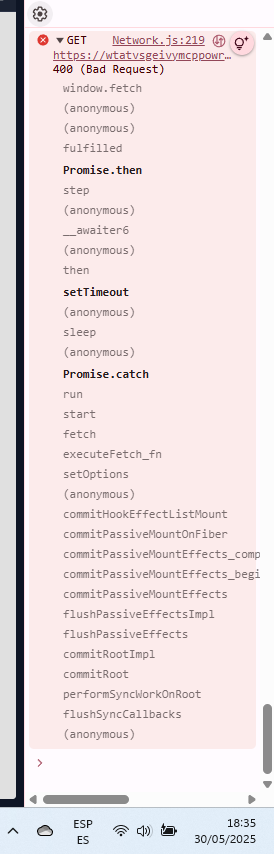 GET Network.js:219
https://wtatvsgeivymcppowr…
400 (Bad Request)
window.fetch
(anonymous)
(anonymous)
fulfilled
Promise.then
step
(anonymous)
__awaiter6
(anonymous)
then
setTimeout
(anonymous)
sleep
(anonymous)
Promise.catch
run
start
fetch
executeFetch_fn
setOptions
(anonymous)
commitHookEffectListMount
commitPassiveMountOnFiber
commitPassiveMountEffects_comp
commitPassiveMountEffects_begi
commitPassiveMountEffects
flushPassiveEffectsImpl
flushPassiveEffects
commitRootImpl
commitRoot
performSyncWorkOnRoot
flushSyncCallbacks
(anonymous)
ESP
ES
18:35
30/05/2025